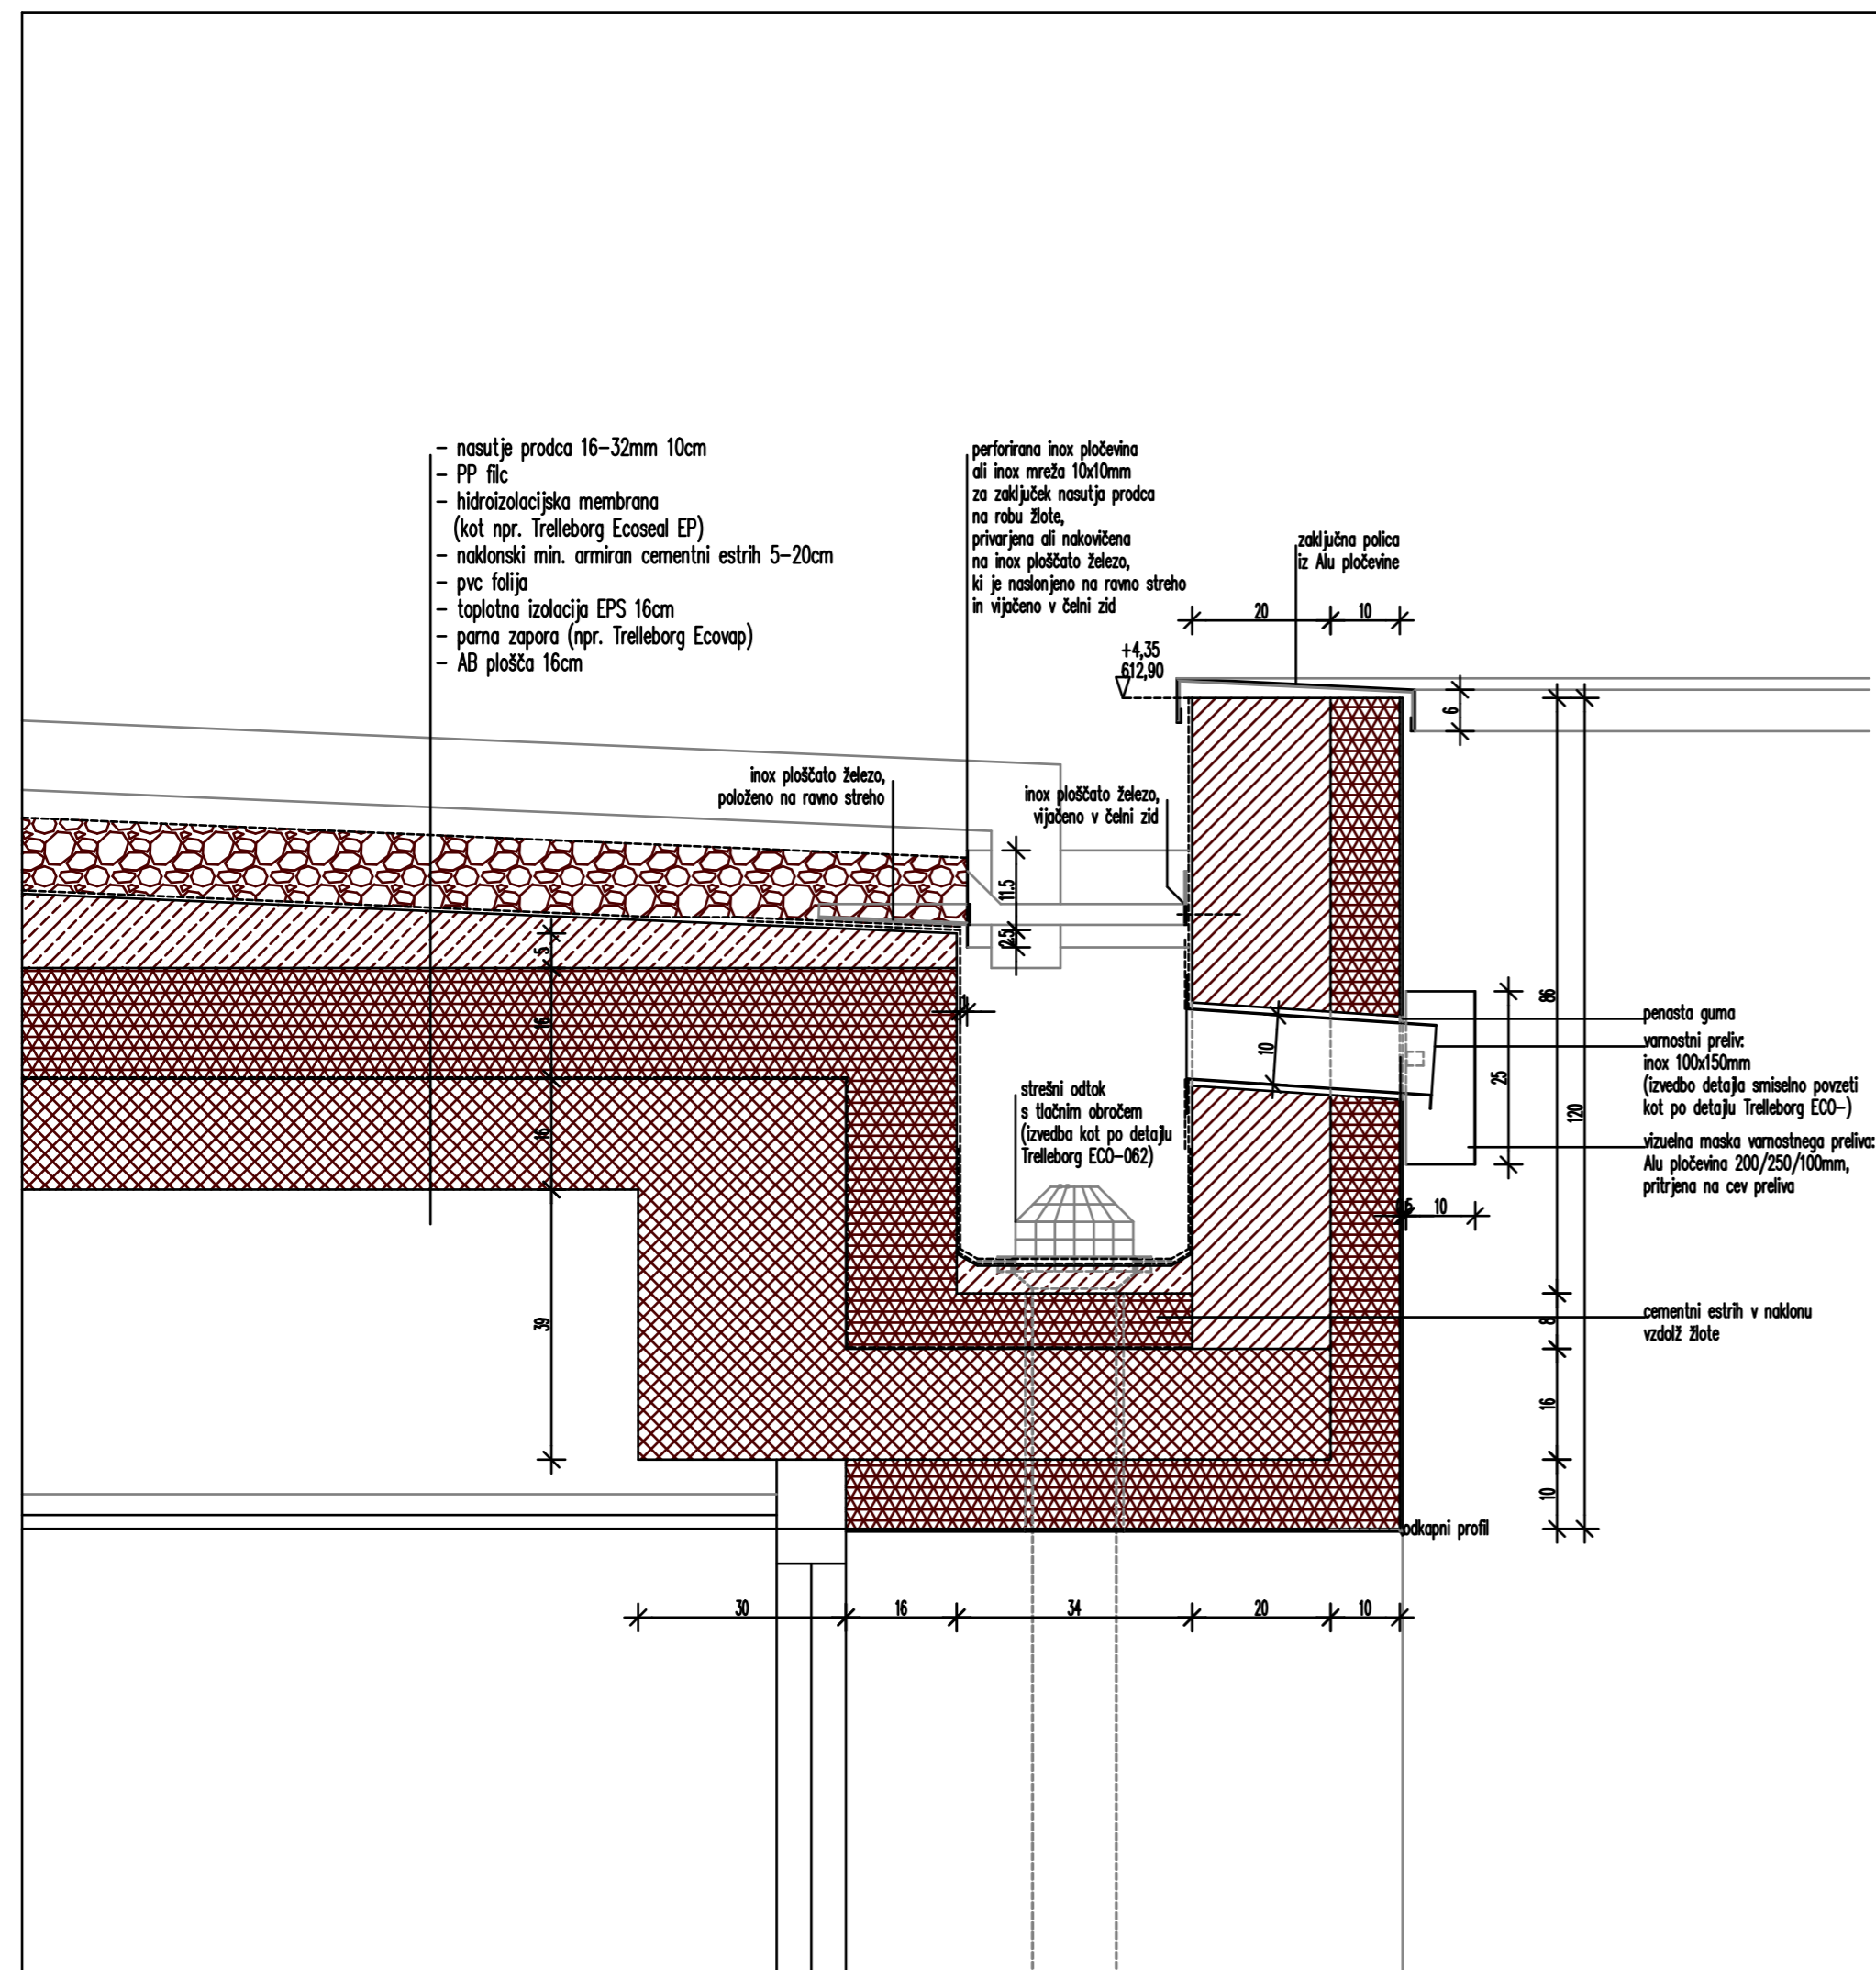 - nasutje prodca 16-32mm 10cm
- PP filc
- hidroizolacijska membrana
(kot npr. Trelleborg Ecoseal EP)
- naklonski min. armiran cementni estrih 5-20cm
- pvc folija
- toplotna izolacija EPS 16cm
- parna zapora (npr. Trelleborg Ecovap)
- AB plošča 16cm
perforirana inox pločevina
ali inox mreža 10x10mm
za zaključek nasutja prodca
na robu žlote,
privarjena ali nakovičena
na inox ploščato železo,
ki je naslonjeno na ravno streho
in vijačeno v čelni zid
zaključna polica
iz Alu pločevine
20
10
+4,35
612,90
6
inox ploščato železo,
položeno na ravno streho
inox ploščato železo,
vijačeno v čelni zid
11.5
2.5
5
16
16
39
10
86
120
25
penasta guma
varnostni preliv:
inox 100x150mm
(izvedbo detajla smiselno povzeti
kot po detajlu Trelleborg ECO-)
vizuelna maska varnostnega preliva:
Alu pločevina 200/250/100mm,
pritrjena na cev preliva
10
strešni odtok
s tlačnim obročem
(izvedba kot po detajlu
Trelleborg ECO-062)
cementni estrih v naklonu
vzdolž žlote
8
16
10
odkapni profil
30
16
34
20
10